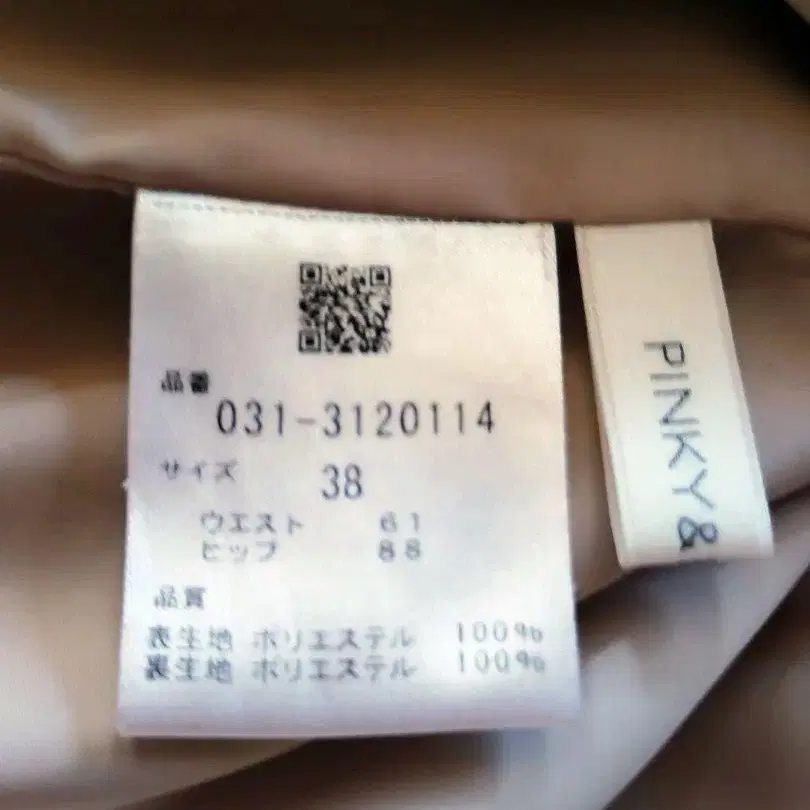 品番
031-3120114
サイズ 38
ウエスト 61
ヒップ 88
品質
表生地 ポリエステル 100%
裏生地 ポリエステル 100%
PINKY&